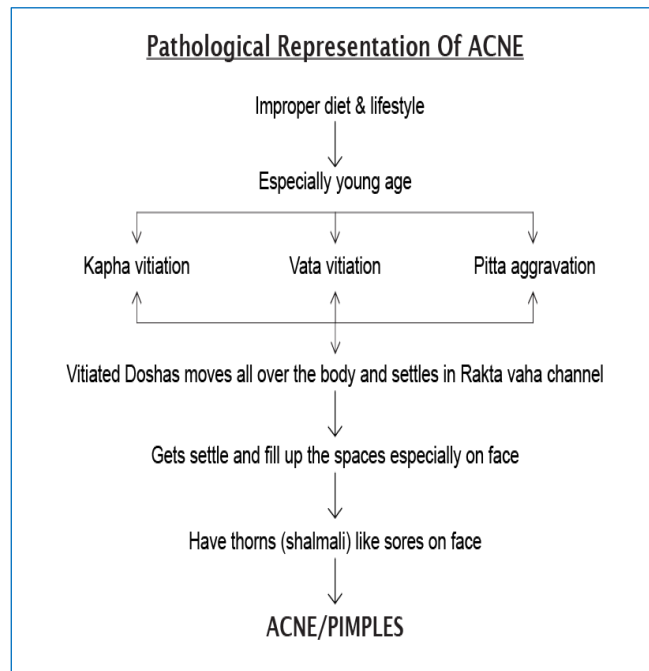 Pathological Representation Of ACNE
Improper diet & lifestyle
Especially young age
Kapha vitiation Vata vitiation Pitta aggravation
Vitiated Doshas moves all over the body and settles in Rakta vaha channel
Gets settle and fill up the spaces especially on face
Have thorns (shalmali) like sores on face
ACNE/PIMPLES